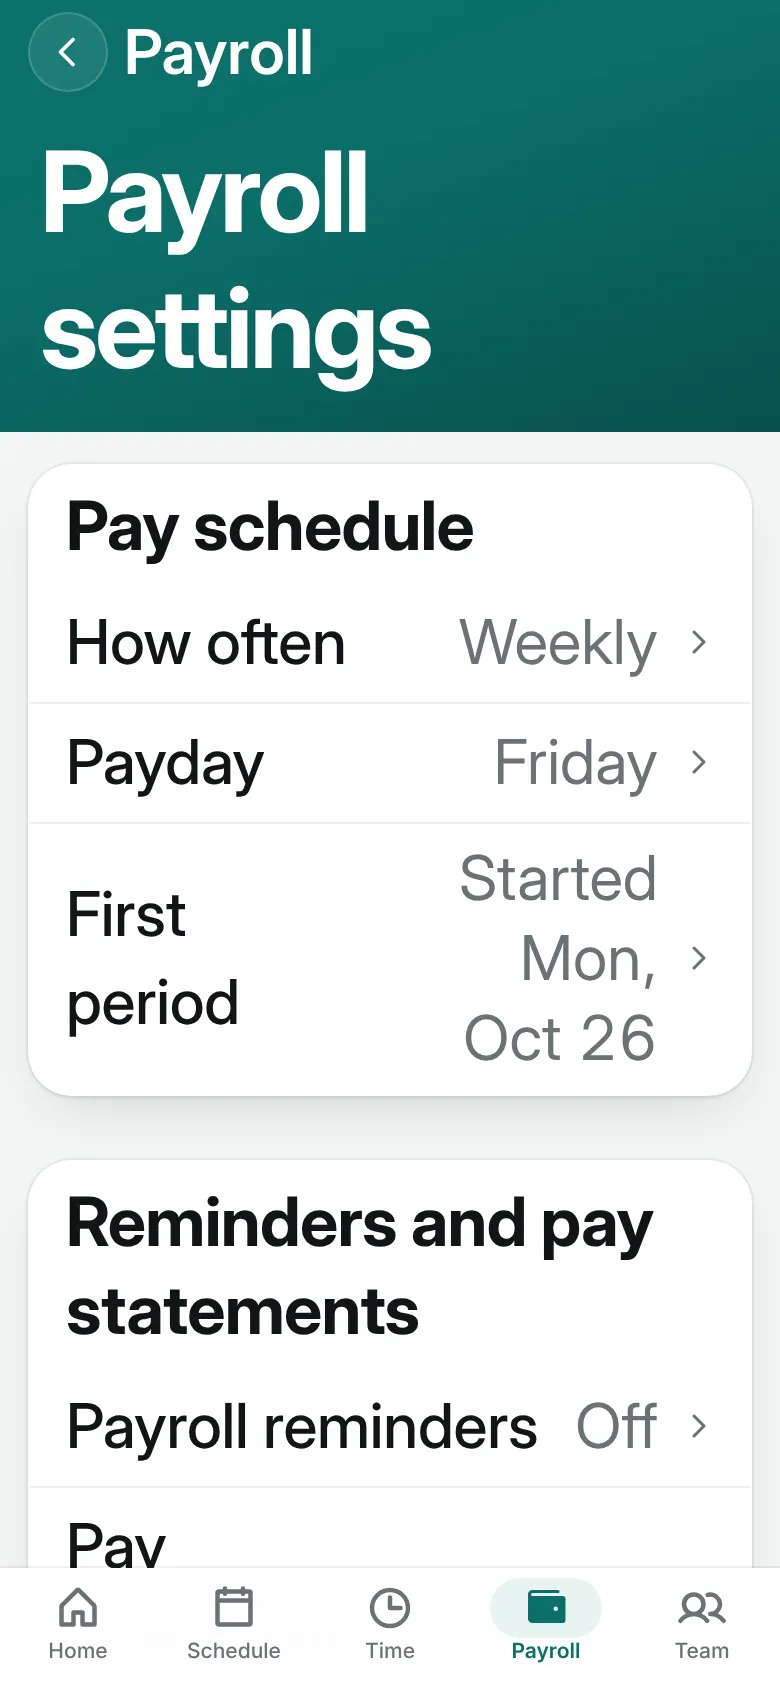 Payroll
Payroll
settings
Pay schedule
How often Weekly
Payday Friday
First
period
Started
Mon,
Oct 26
Reminders and pay
statements
Payroll reminders Off
Pay
Home Schedule Time Payroll Team